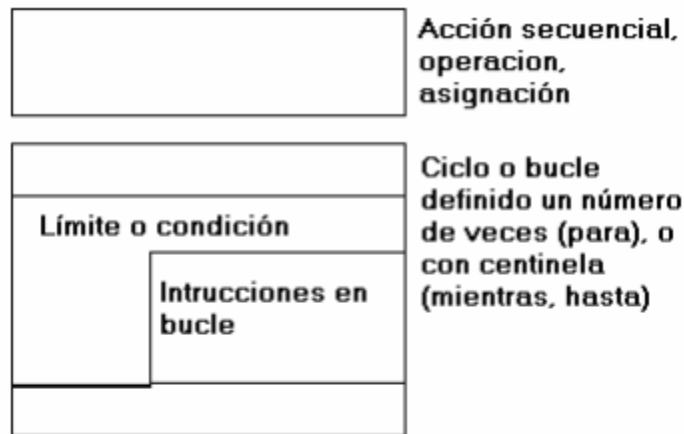 Acción secuencial,
operacion,
asignación
Ciclo o bucle
definido un número
de veces (para), o
con centinela
(mientras, hasta)
Límite o condición
Intrucciones en
bucle